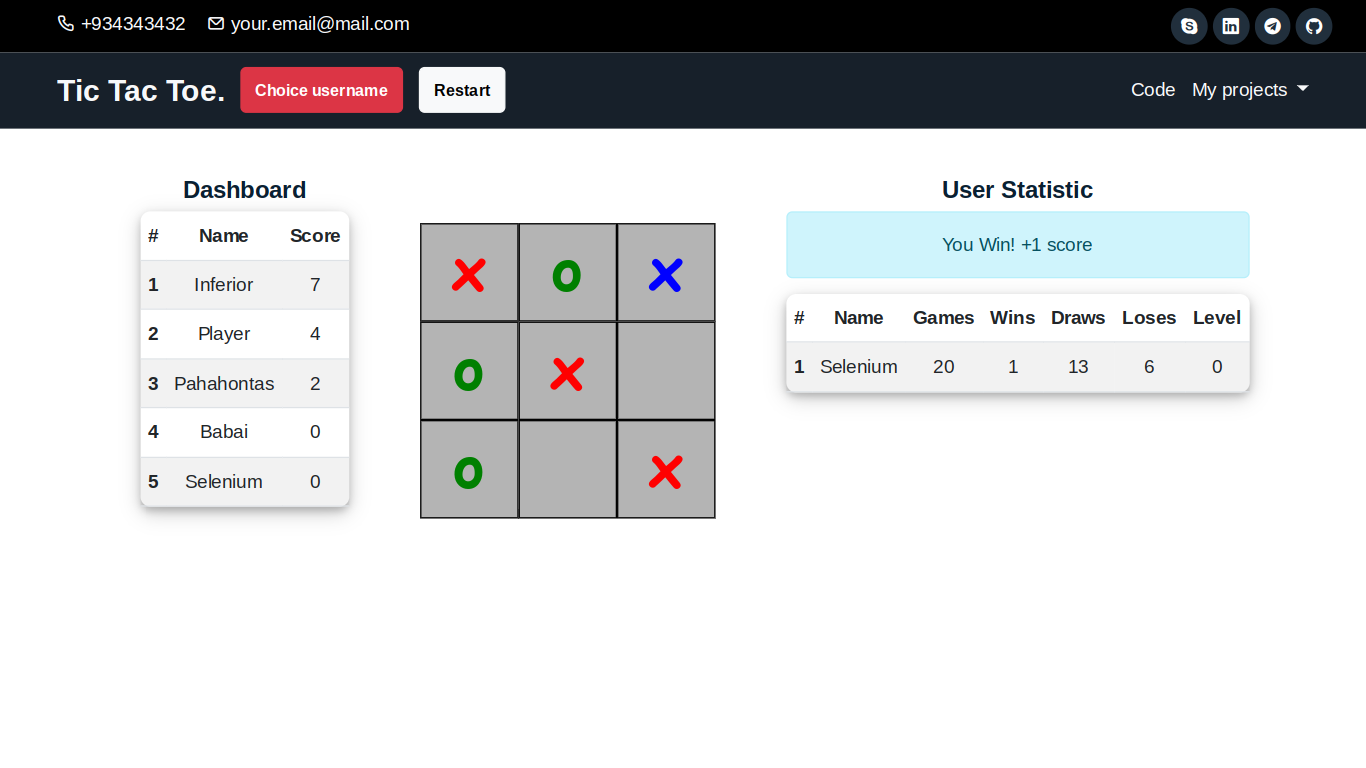 +934343432 your.email@mail.com
Tic Tac Toe. Choice username Restart Code My projects
Dashboard
# Name Score
1 Inferior 7
2 Player 4
3 Pahahontas 2
4 Babai 0
5 Selenium 0
X O X
O X
O X
User Statistic
You Win! +1 score
# Name Games Wins Draws Loses Level
1 Selenium 20 1 13 6 0